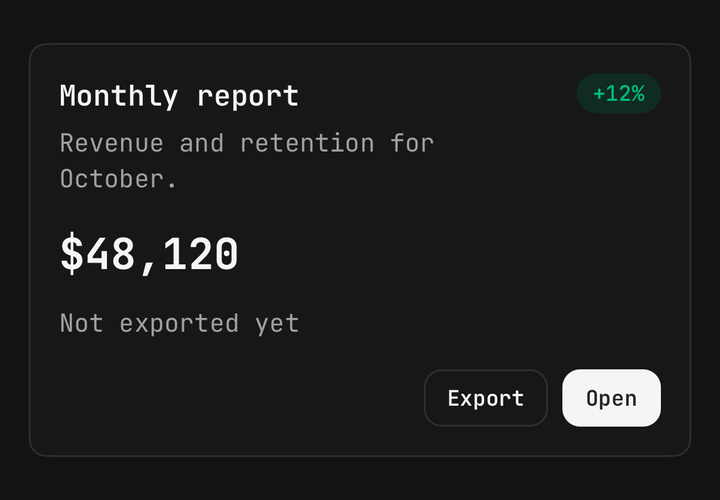 Monthly report
+12%
Revenue and retention for
October.
$48,120
Not exported yet
Export
Open